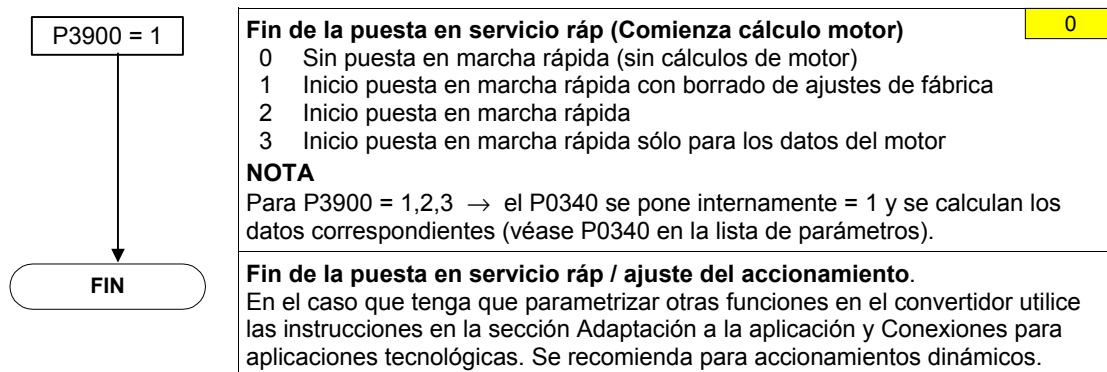 P3900 = 1
Fin de la puesta en servicio ráp (Comienza cálculo motor)
0
0 Sin puesta en marcha rápida (sin cálculos de motor)
1 Inicio puesta en marcha rápida con borrado de ajustes de fábrica
2 Inicio puesta en marcha rápida
3 Inicio puesta en marcha rápida sólo para los datos del motor
NOTA
Para P3900 = 1,2,3 → el P0340 se pone internamente = 1 y se calculan los
datos correspondientes (véase P0340 en la lista de parámetros).
FIN
Fin de la puesta en servicio ráp / ajuste del accionamiento.
En el caso que tenga que parametrizar otras funciones en el convertidor utilice
las instrucciones en la sección Adaptación a la aplicación y Conexiones para
aplicaciones tecnológicas. Se recomienda para accionamientos dinámicos.